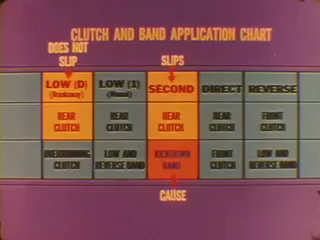 CLUTCH AND BAND APPLICATION CHART
DOES NOT
SLIP
SLIPS
LOW (D)
(Breakaway)
LOW (1)
(Manual)
SECOND
DIRECT
REVERSE
REAR
CLUTCH
REAR
CLUTCH
REAR
CLUTCH
REAR
CLUTCH
FRONT
CLUTCH
OVERRUNNING
CLUTCH
LOW AND
REVERSE BAND
KICKDOWN
BAND
FRONT
CLUTCH
LOW AND
REVERSE BAND
CAUSE